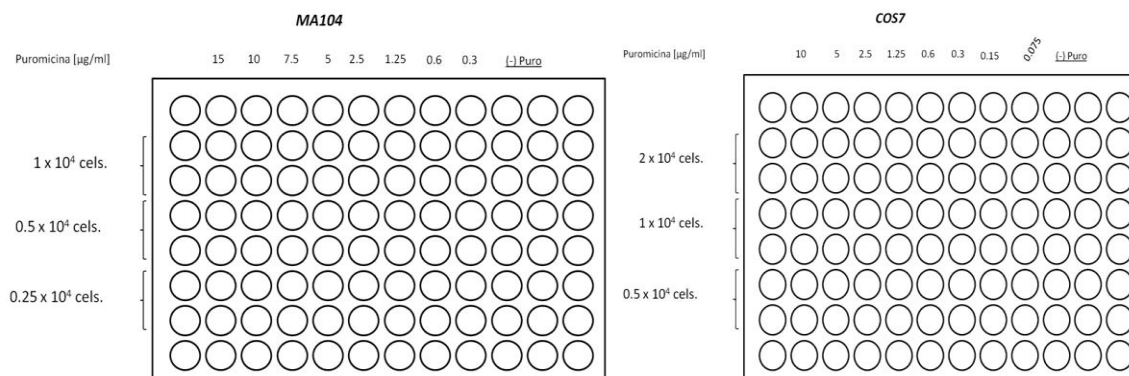 MA104
Puromicina [µg/ml] 15 10 7.5 5 2.5 1.25 0.6 0.3 (-) Puro
1 x 10⁴ cels.
0.5 x 10⁴ cels.
0.25 x 10⁴ cels.
COS7
Puromicina [µg/ml] 10 5 2.5 1.25 0.6 0.3 0.15 0.075 (-) Puro
2 x 10⁴ cels.
1 x 10⁴ cels.
0.5 x 10⁴ cels.